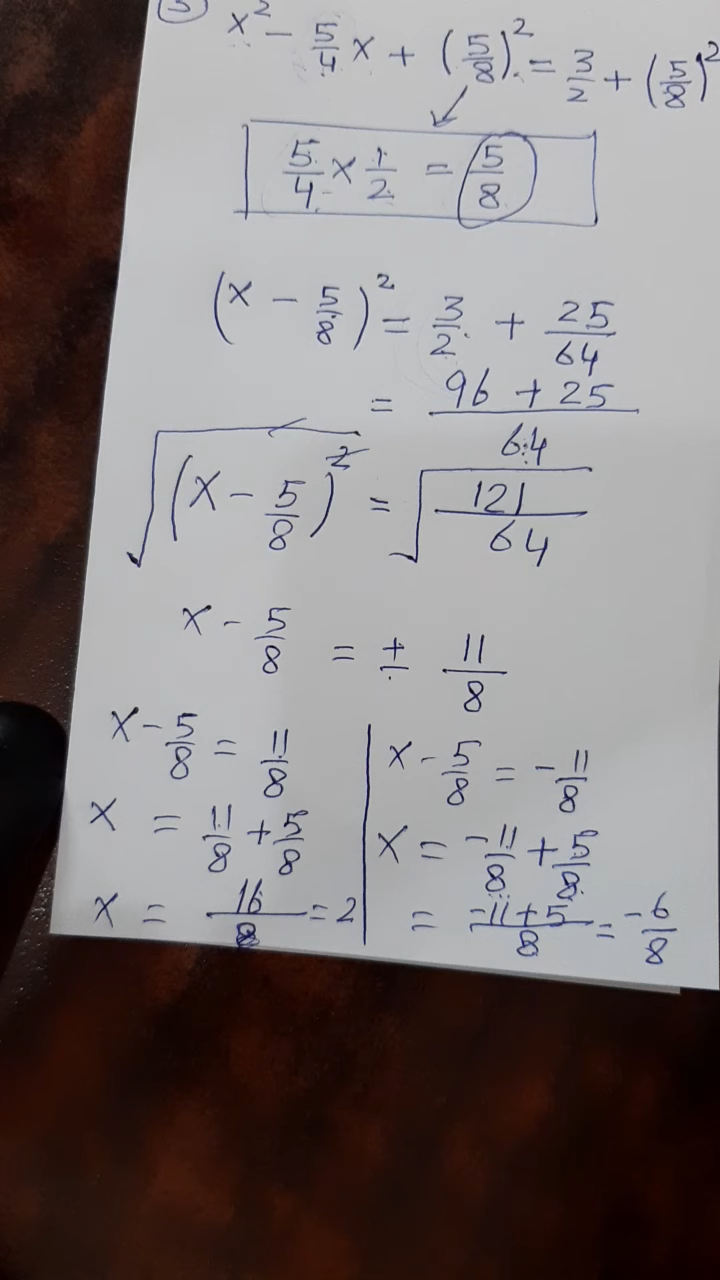 ③ x² - 5/4 x + (5/8)² = 3/2 + (5/8)²
5/4 × 1/2 = 5/8
(x - 5/8)² = 3/2 + 25/64
= (96 + 25)/64
√(x - 5/8)² = √(121/64)
x - 5/8 = ± 11/8
x - 5/8 = 11/8
x = 11/8 + 5/8
x = 16/8 = 2
x - 5/8 = -11/8
x = -11/8 + 5/8
= (-11 + 5)/8 = -6/8